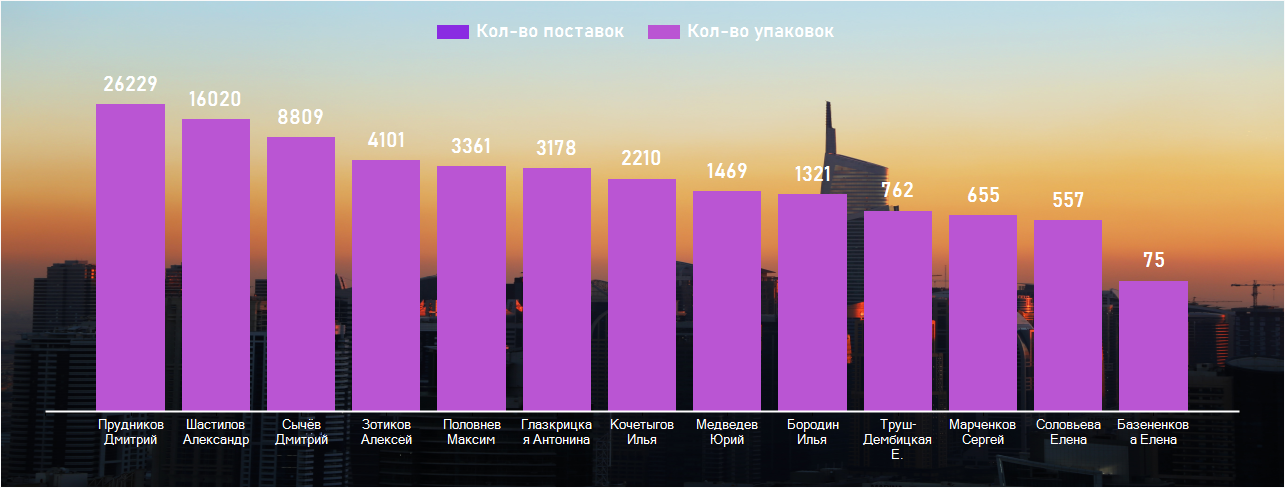 Кол-во поставок Кол-во упаковок
26229
16020
8809
4101
3361
3178
2210
1469
1321
762
655
557
75
Прудников
Дмитрий
Шастилов
Александр
Сычёв
Дмитрий
Зотиков
Алексей
Половнев
Максим
Глазкрицка
я Антонина
Кочетыгов
Илья
Медведев
Юрий
Бородин
Илья
Труш-
Дембицкая
Е.
Марченков
Сергей
Соловьева
Елена
Базененков
а Елена